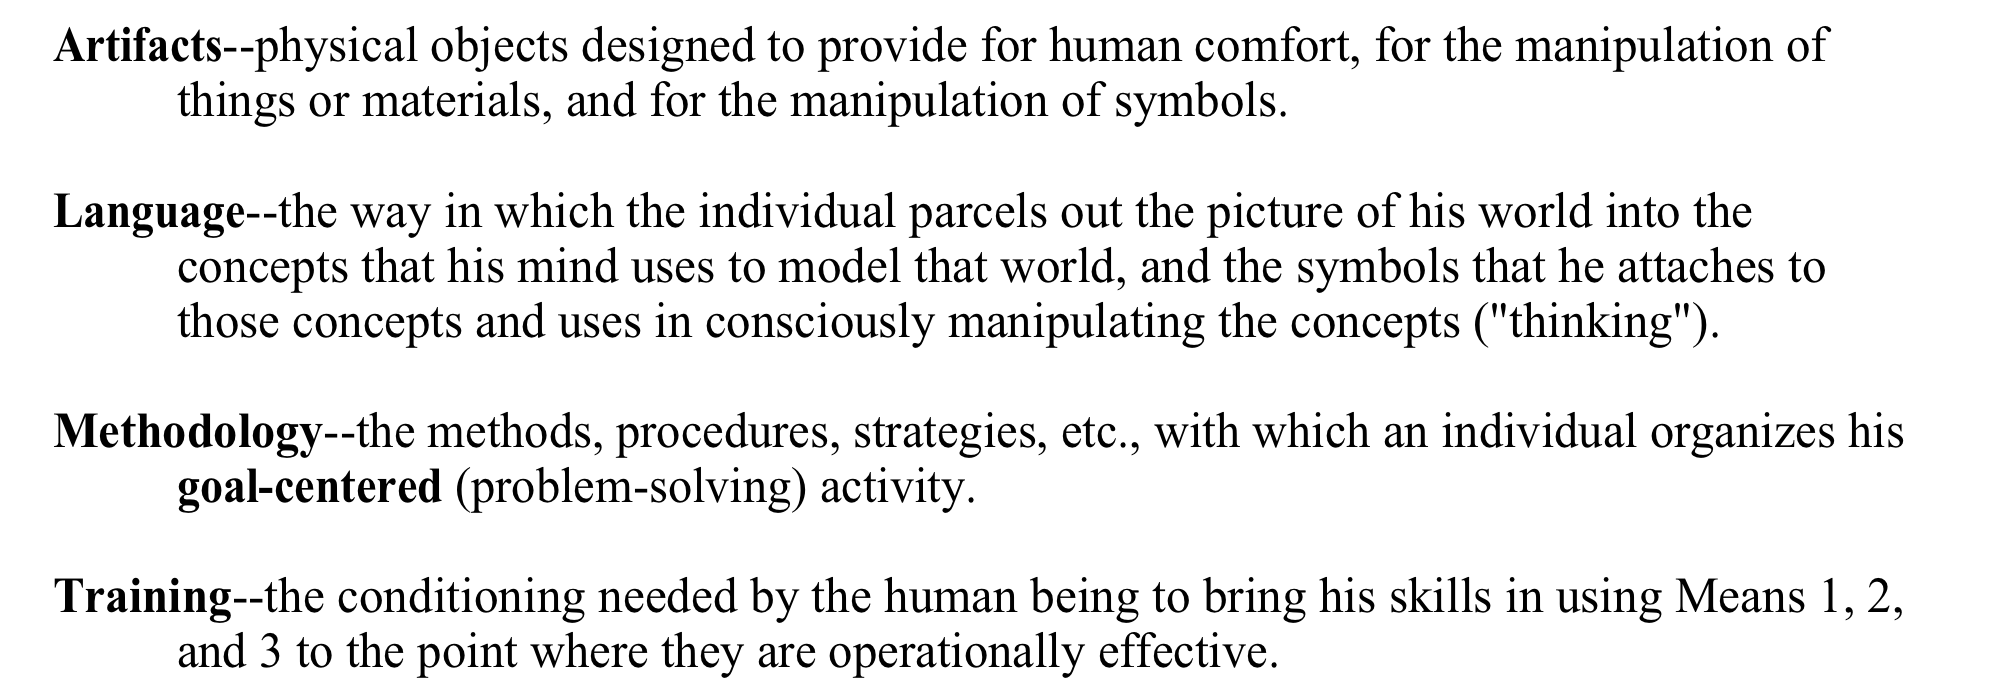 Artifacts--physical objects designed to provide for human comfort, for the manipulation of
things or materials, and for the manipulation of symbols.
Language--the way in which the individual parcels out the picture of his world into the
concepts that his mind uses to model that world, and the symbols that he attaches to
those concepts and uses in consciously manipulating the concepts ("thinking").
Methodology--the methods, procedures, strategies, etc., with which an individual organizes his
goal-centered (problem-solving) activity.
Training--the conditioning needed by the human being to bring his skills in using Means 1, 2,
and 3 to the point where they are operationally effective.